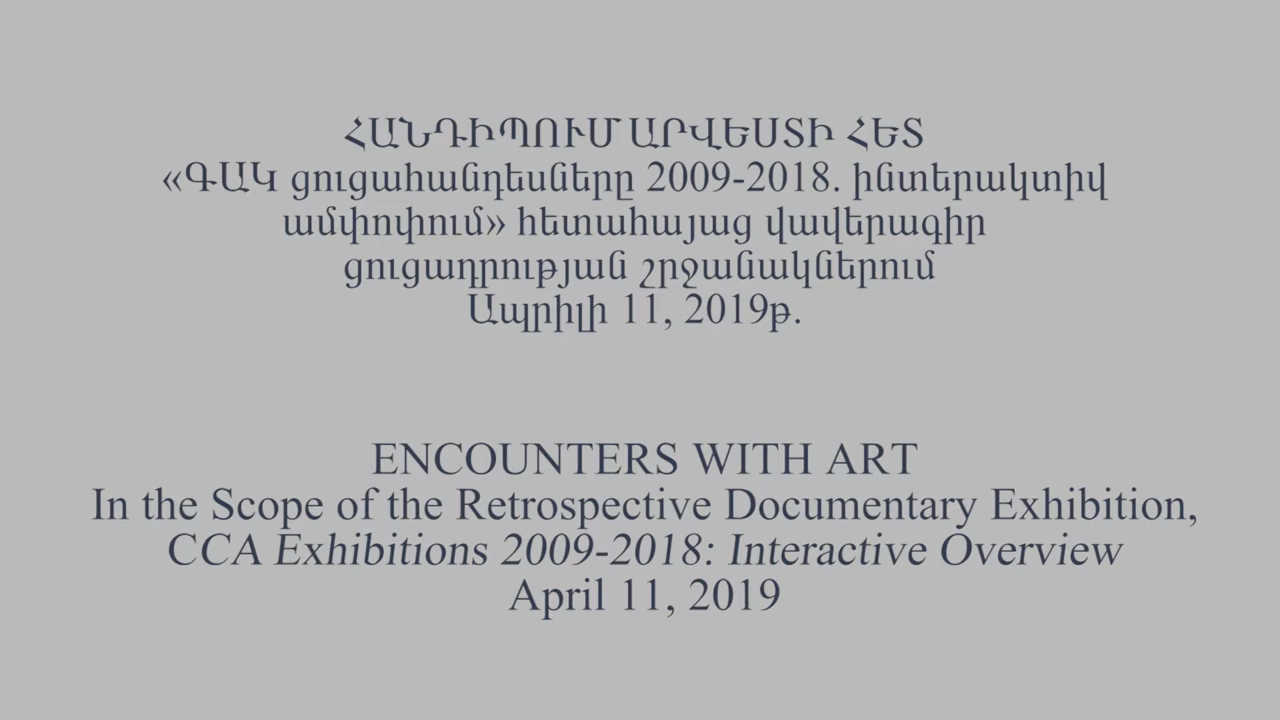 ՀԱՆԴԻՊՈՒՄ ԱՐՎԵՍՏԻ ՀԵՏ
«ԳԱԿ ցուցահանդեսները 2009-2018. ինտերակտիվ
ամփոփում» հետահայաց վավերագիր
ցուցադրության շրջանակներում
Ապրիլի 11, 2019թ.
ENCOUNTERS WITH ART
In the Scope of the Retrospective Documentary Exhibition,
CCA Exhibitions 2009-2018: Interactive Overview
April 11, 2019